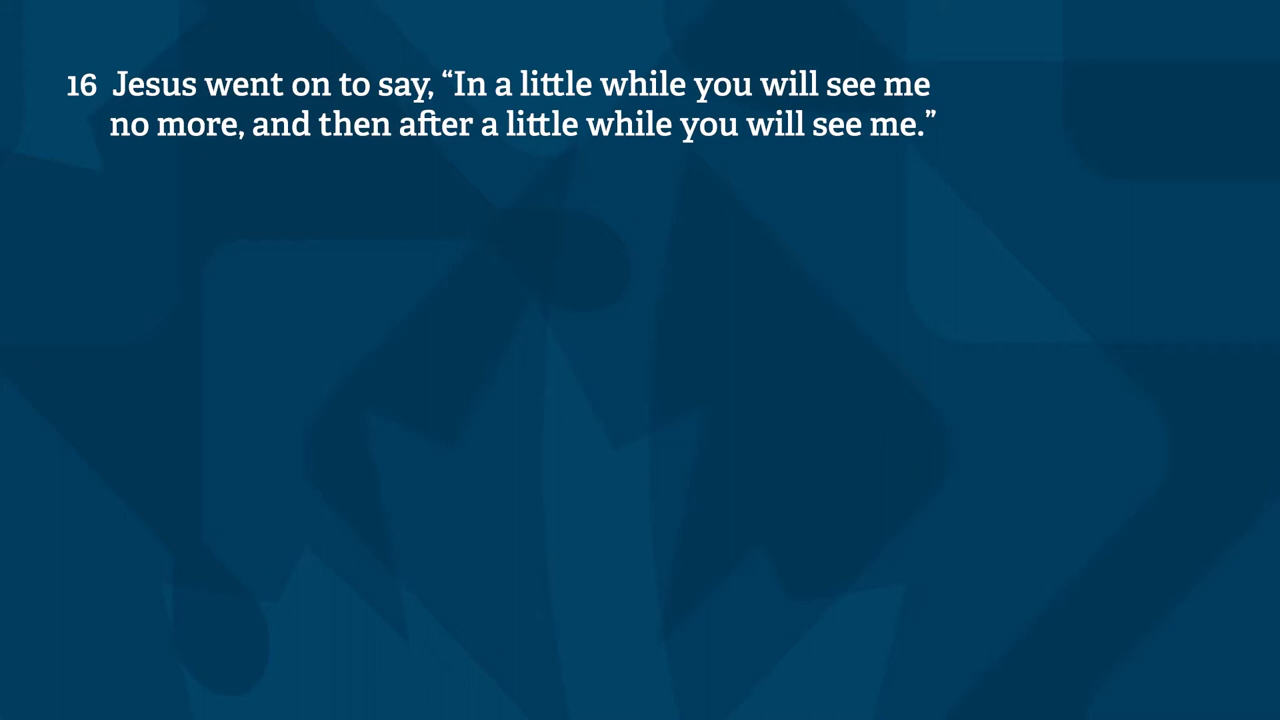 16 Jesus went on to say, “In a little while you will see me
no more, and then after a little while you will see me.”